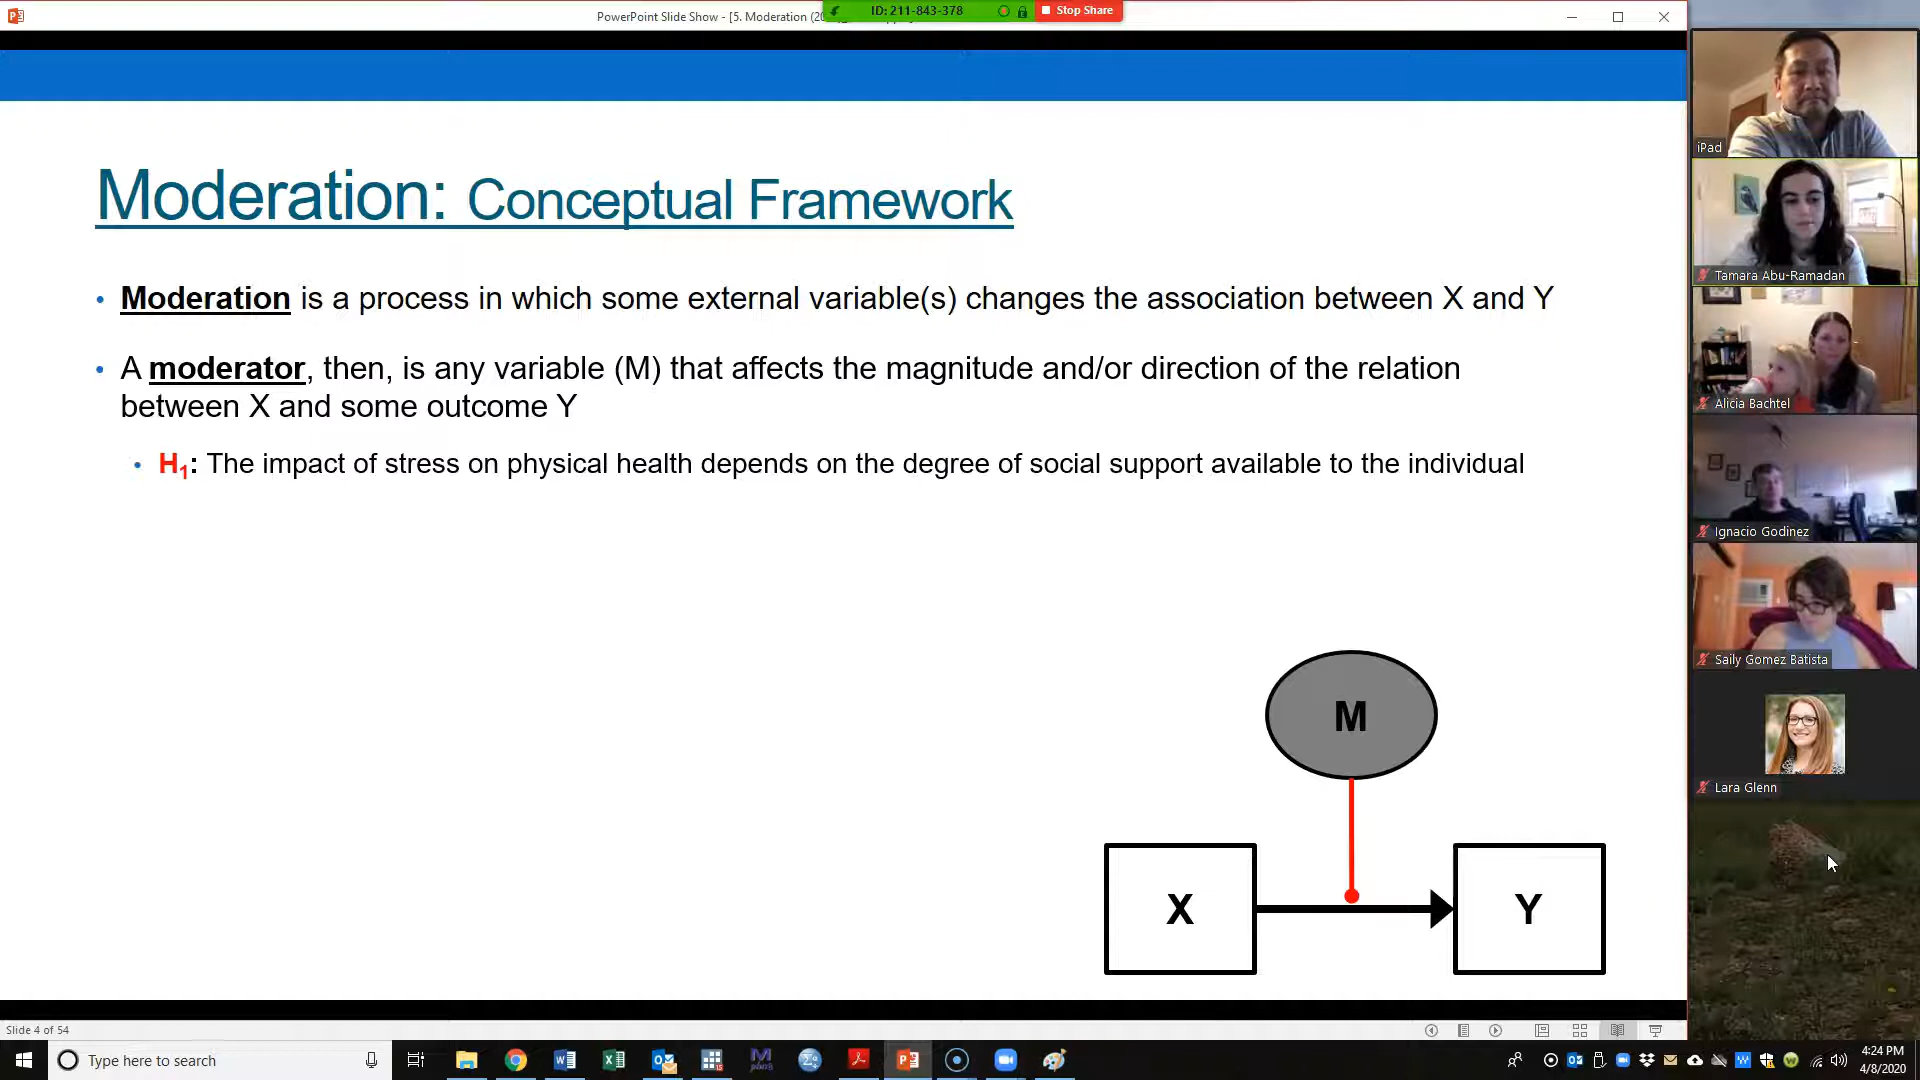 PowerPoint Slide Show - [5. Moderation (20
ID: 211-843-378
Stop Share
Moderation: Conceptual Framework
• Moderation is a process in which some external variable(s) changes the association between X and Y
• A moderator, then, is any variable (M) that affects the magnitude and/or direction of the relation
between X and some outcome Y
• H1: The impact of stress on physical health depends on the degree of social support available to the individual
M
X
Y
iPad
Tamara Abu-Ramadan
Alicia Bachtel
Ignacio Godinez
Saily Gomez Batista
Lara Glenn
Slide 4 of 54
Type here to search
4:24 PM
4/8/2020